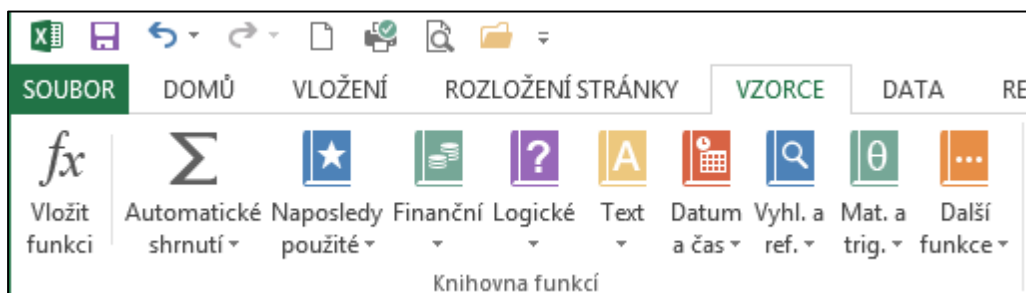 SOUBOR DOMŮ VLOŽENÍ ROZLOŽENÍ STRÁNKY VZORCE DATA RE
fx Σ ? A θ
Vložit Automatické Naposledy Finanční Logické Text Datum Vyhl. a Mat. a Další
funkci shrnutí použité a čas ref. trig. funkce
Knihovna funkcí